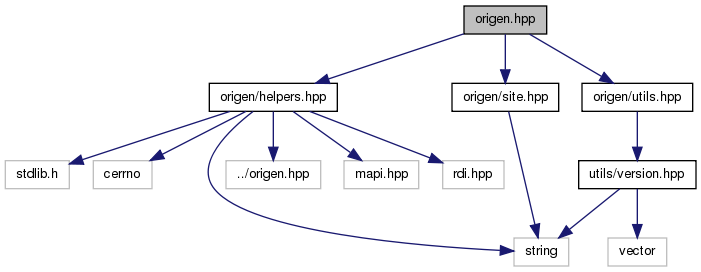 origen.hpp
origen/helpers.hpp
origen/site.hpp
origen/utils.hpp
stdlib.h
cerrno
../origen.hpp
mapi.hpp
rdi.hpp
utils/version.hpp
string
vector